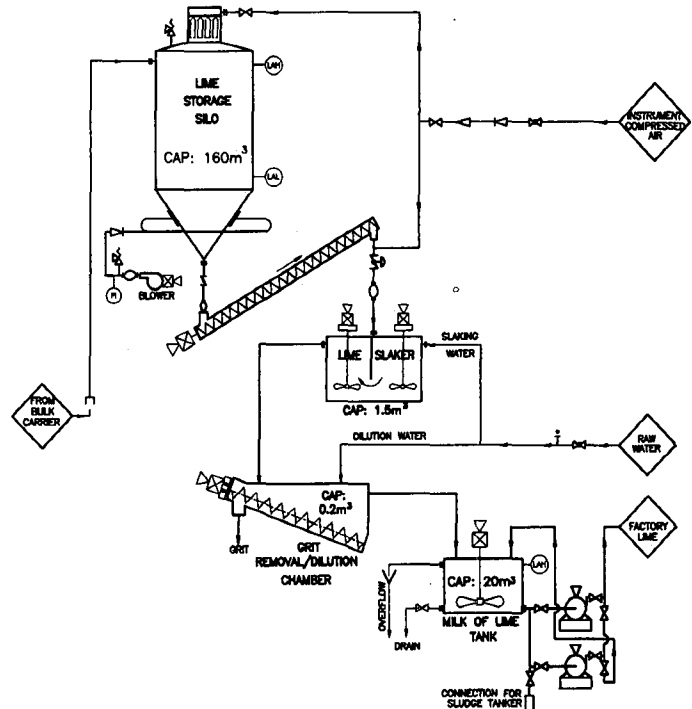 LAH
LIME
STORAGE
SILO
CAP: 160m³
LAL
INSTRUMENT
COMPRESSED
AIR
BLOWER
PI
FROM
BULK
CARRIER
LIME SLAKER
SLAKING
WATER
CAP: 1.5m³
DILUTION WATER
RAW
WATER
CAP:
0.2m³
GRIT
GRIT
REMOVAL/DILUTION
CHAMBER
FACTORY
LIME
LAH
CAP: 20m³
OVERFLOW
DRAIN
MILK OF LIME
TANK
CONNECTION FOR
SLUDGE TANKER